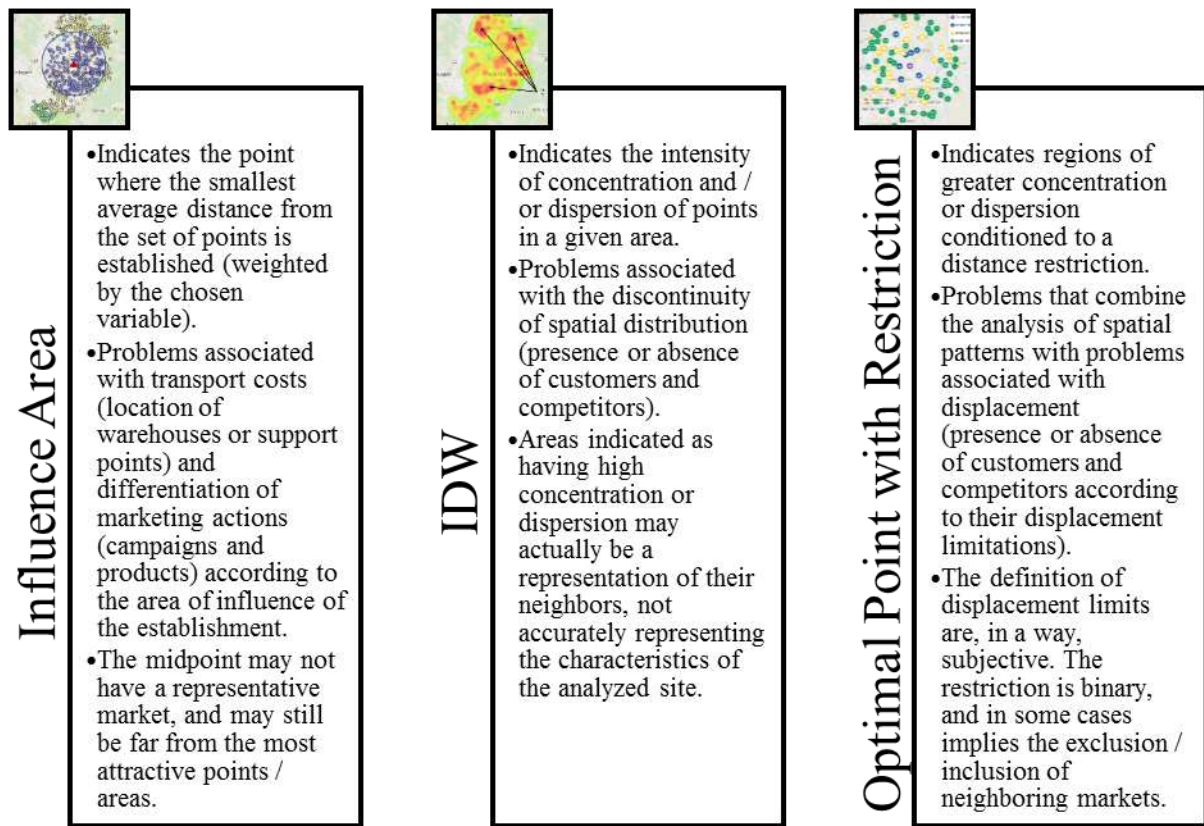 Influence Area
•Indicates the point
where the smallest
average distance from
the set of points is
established (weighted
by the chosen
variable).
•Problems associated
with transport costs
(location of
warehouses or support
points) and
differentiation of
marketing actions
(campaigns and
products) according to
the area of influence of
the establishment.
•The midpoint may not
have a representative
market, and may still
be far from the most
attractive points /
areas.
IDW
•Indicates the intensity
of concentration and /
or dispersion of points
in a given area.
•Problems associated
with the discontinuity
of spatial distribution
(presence or absence
of customers and
competitors).
•Areas indicated as
having high
concentration or
dispersion may
actually be a
representation of their
neighbors, not
accurately representing
the characteristics of
the analyzed site.
Optimal Point with Restriction
•Indicates regions of
greater concentration
or dispersion
conditioned to a
distance restriction.
•Problems that combine
the analysis of spatial
patterns with problems
associated with
displacement
(presence or absence
of customers and
competitors according
to their displacement
limitations).
•The definition of
displacement limits
are, in a way,
subjective. The
restriction is binary,
and in some cases
implies the exclusion /
inclusion of
neighboring markets.